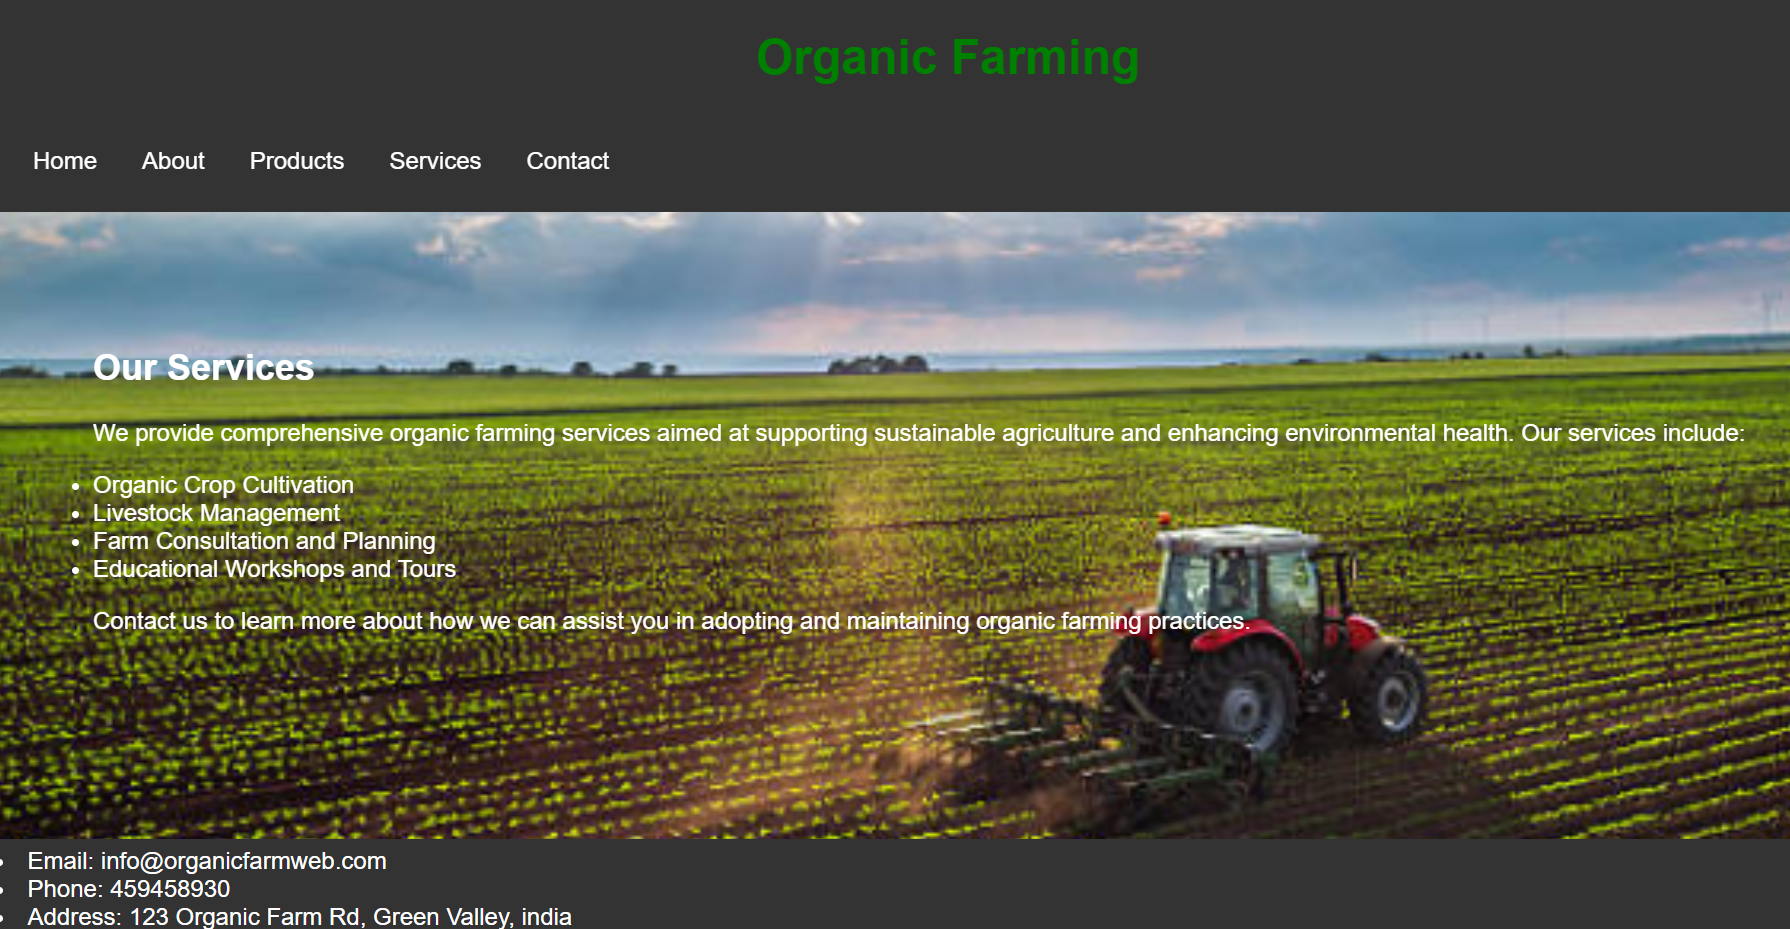 Organic Farming
Home About Products Services Contact
Our Services
We provide comprehensive organic farming services aimed at supporting sustainable agriculture and enhancing environmental health. Our services include:
• Organic Crop Cultivation
• Livestock Management
• Farm Consultation and Planning
• Educational Workshops and Tours
Contact us to learn more about how we can assist you in adopting and maintaining organic farming practices.
• Email: info@organicfarmweb.com
• Phone: 459458930
• Address: 123 Organic Farm Rd, Green Valley, india